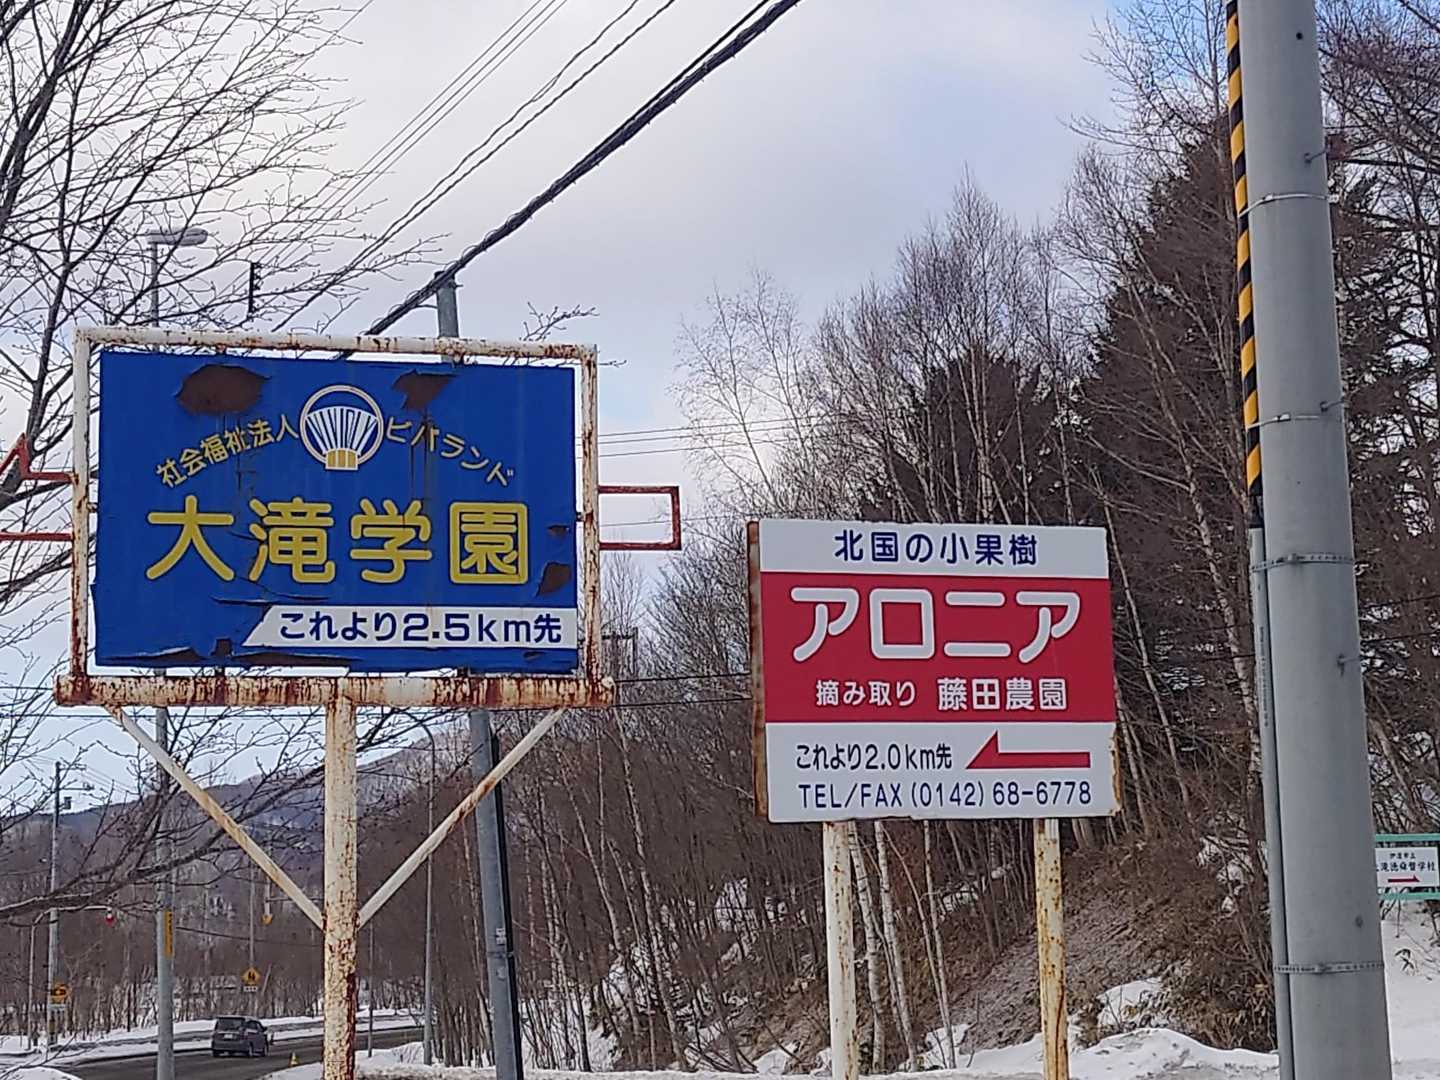 社会福祉法人 ビバランド
大滝学園
これより2.5km先
北国の小果樹
アロニア
摘み取り 藤田農園
これより2.0km先
TEL/FAX (0142) 68-6778